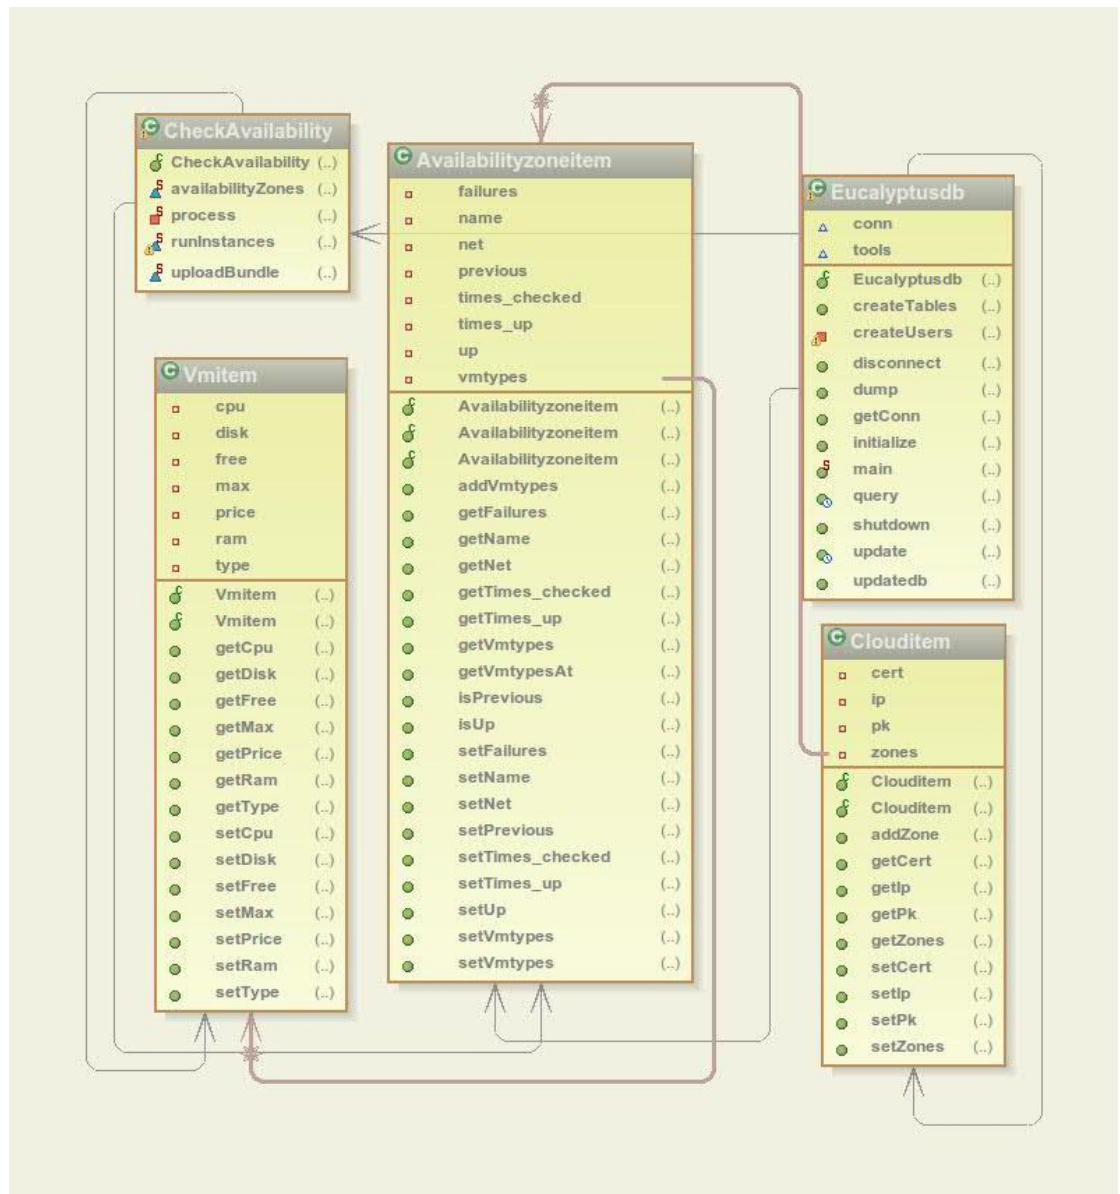 CheckAvailability
CheckAvailability (..)
availabilityZones (..)
process (..)
runInstances (..)
uploadBundle (..)
Vmitem
cpu
disk
free
max
price
ram
type
Vmitem (..)
Vmitem (..)
getCpu (..)
getDisk (..)
getFree (..)
getMax (..)
getPrice (..)
getRam (..)
getType (..)
setCpu (..)
setDisk (..)
setFree (..)
setMax (..)
setPrice (..)
setRam (..)
setType (..)
Availabilityzoneitem
failures
name
net
previous
times_checked
times_up
up
vmtypes
Availabilityzoneitem (..)
Availabilityzoneitem (..)
Availabilityzoneitem (..)
addVmtypes (..)
getFailures (..)
getName (..)
getNet (..)
getTimes_checked (..)
getTimes_up (..)
getVmtypes (..)
getVmtypesAt (..)
isPrevious (..)
isUp (..)
setFailures (..)
setName (..)
setNet (..)
setPrevious (..)
setTimes_checked (..)
setTimes_up (..)
setUp (..)
setVmtypes (..)
setVmtypes (..)
Eucalyptusdb
conn
tools
Eucalyptusdb (..)
createTables (..)
createUsers (..)
disconnect (..)
dump (..)
getConn (..)
initialize (..)
main (..)
query (..)
shutdown (..)
update (..)
updatedb (..)
Clouditem
cert
ip
pk
zones
Clouditem (..)
Clouditem (..)
addZone (..)
getCert (..)
getIp (..)
getPk (..)
getZones (..)
setCert (..)
setIp (..)
setPk (..)
setZones (..)